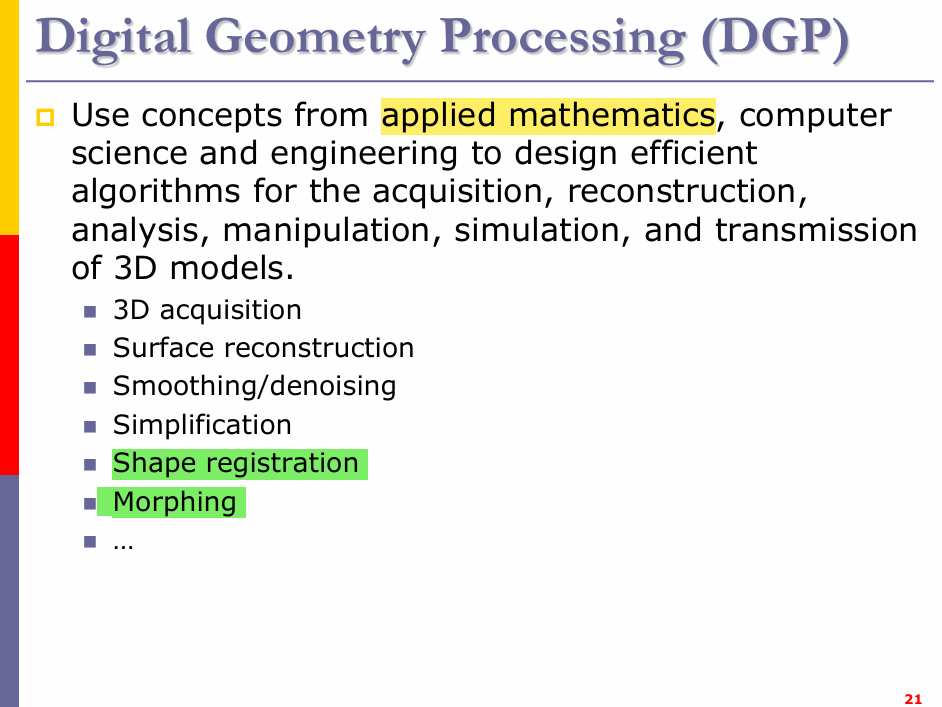 Digital Geometry Processing (DGP)
Use concepts from applied mathematics, computer
science and engineering to design efficient
algorithms for the acquisition, reconstruction,
analysis, manipulation, simulation, and transmission
of 3D models.
3D acquisition
Surface reconstruction
Smoothing/denoising
Simplification
Shape registration
Morphing
…
21